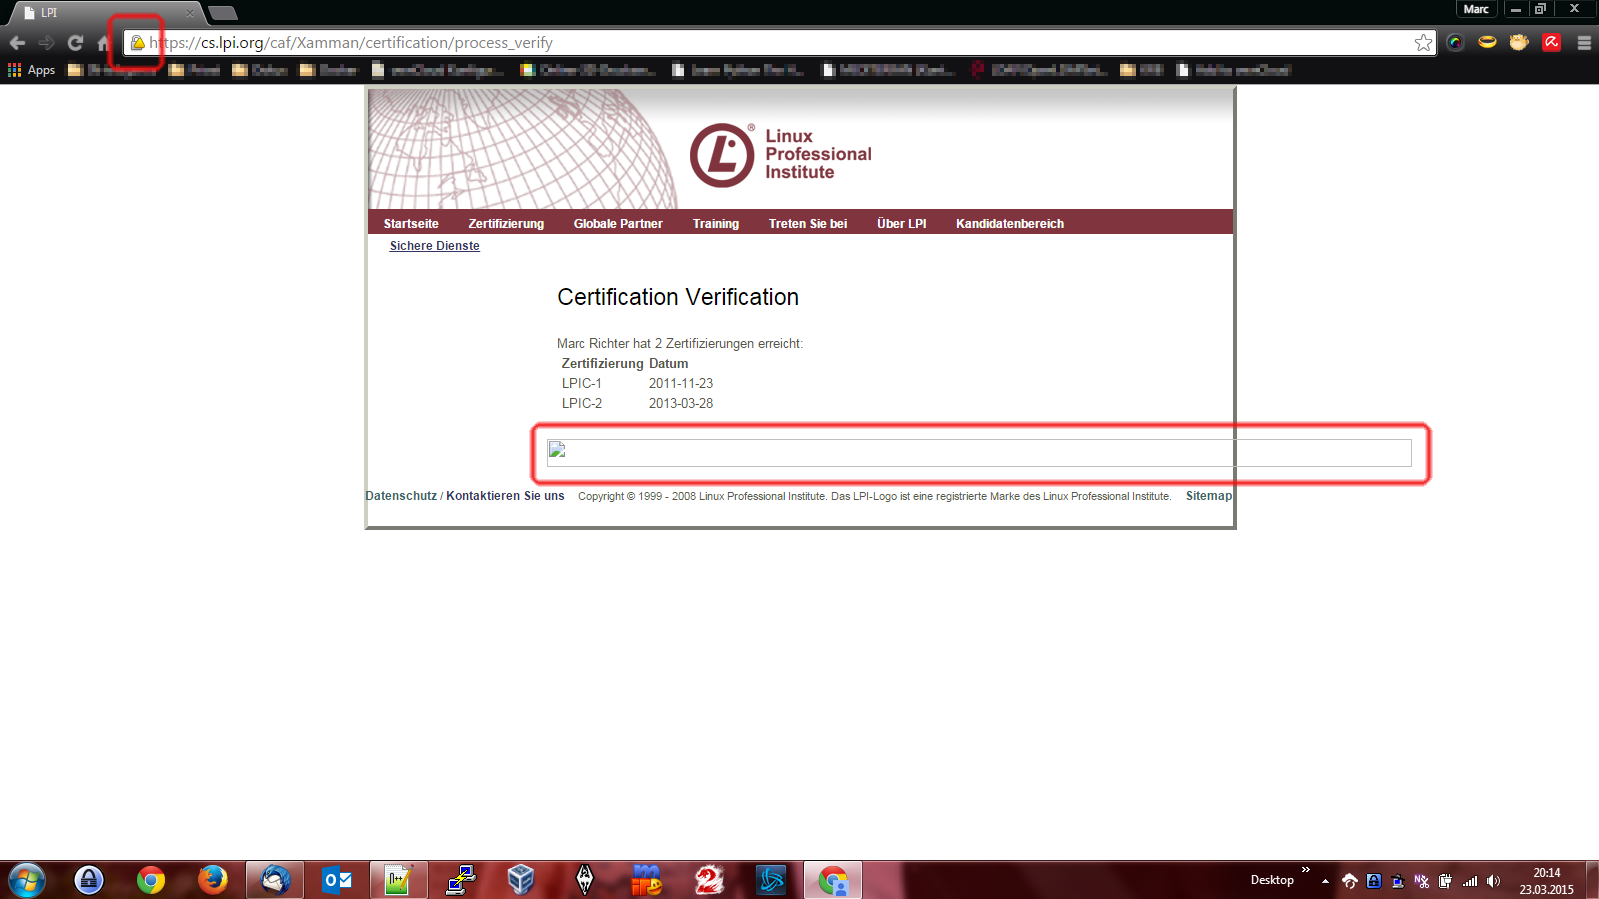 LPI
Marc
https://cs.lpi.org/caf/Xamman/certification/process_verify
Apps
Linux
Professional
Institute
®
Startseite Zertifizierung Globale Partner Training Treten Sie bei Über LPI Kandidatenbereich
Sichere Dienste
Certification Verification
Marc Richter hat 2 Zertifizierungen erreicht:
Zertifizierung Datum
LPIC-1 2011-11-23
LPIC-2 2013-03-28
Datenschutz / Kontaktieren Sie uns Copyright © 1999 - 2008 Linux Professional Institute. Das LPI-Logo ist eine registrierte Marke des Linux Professional Institute. Sitemap
Desktop
20:14
23.03.2015